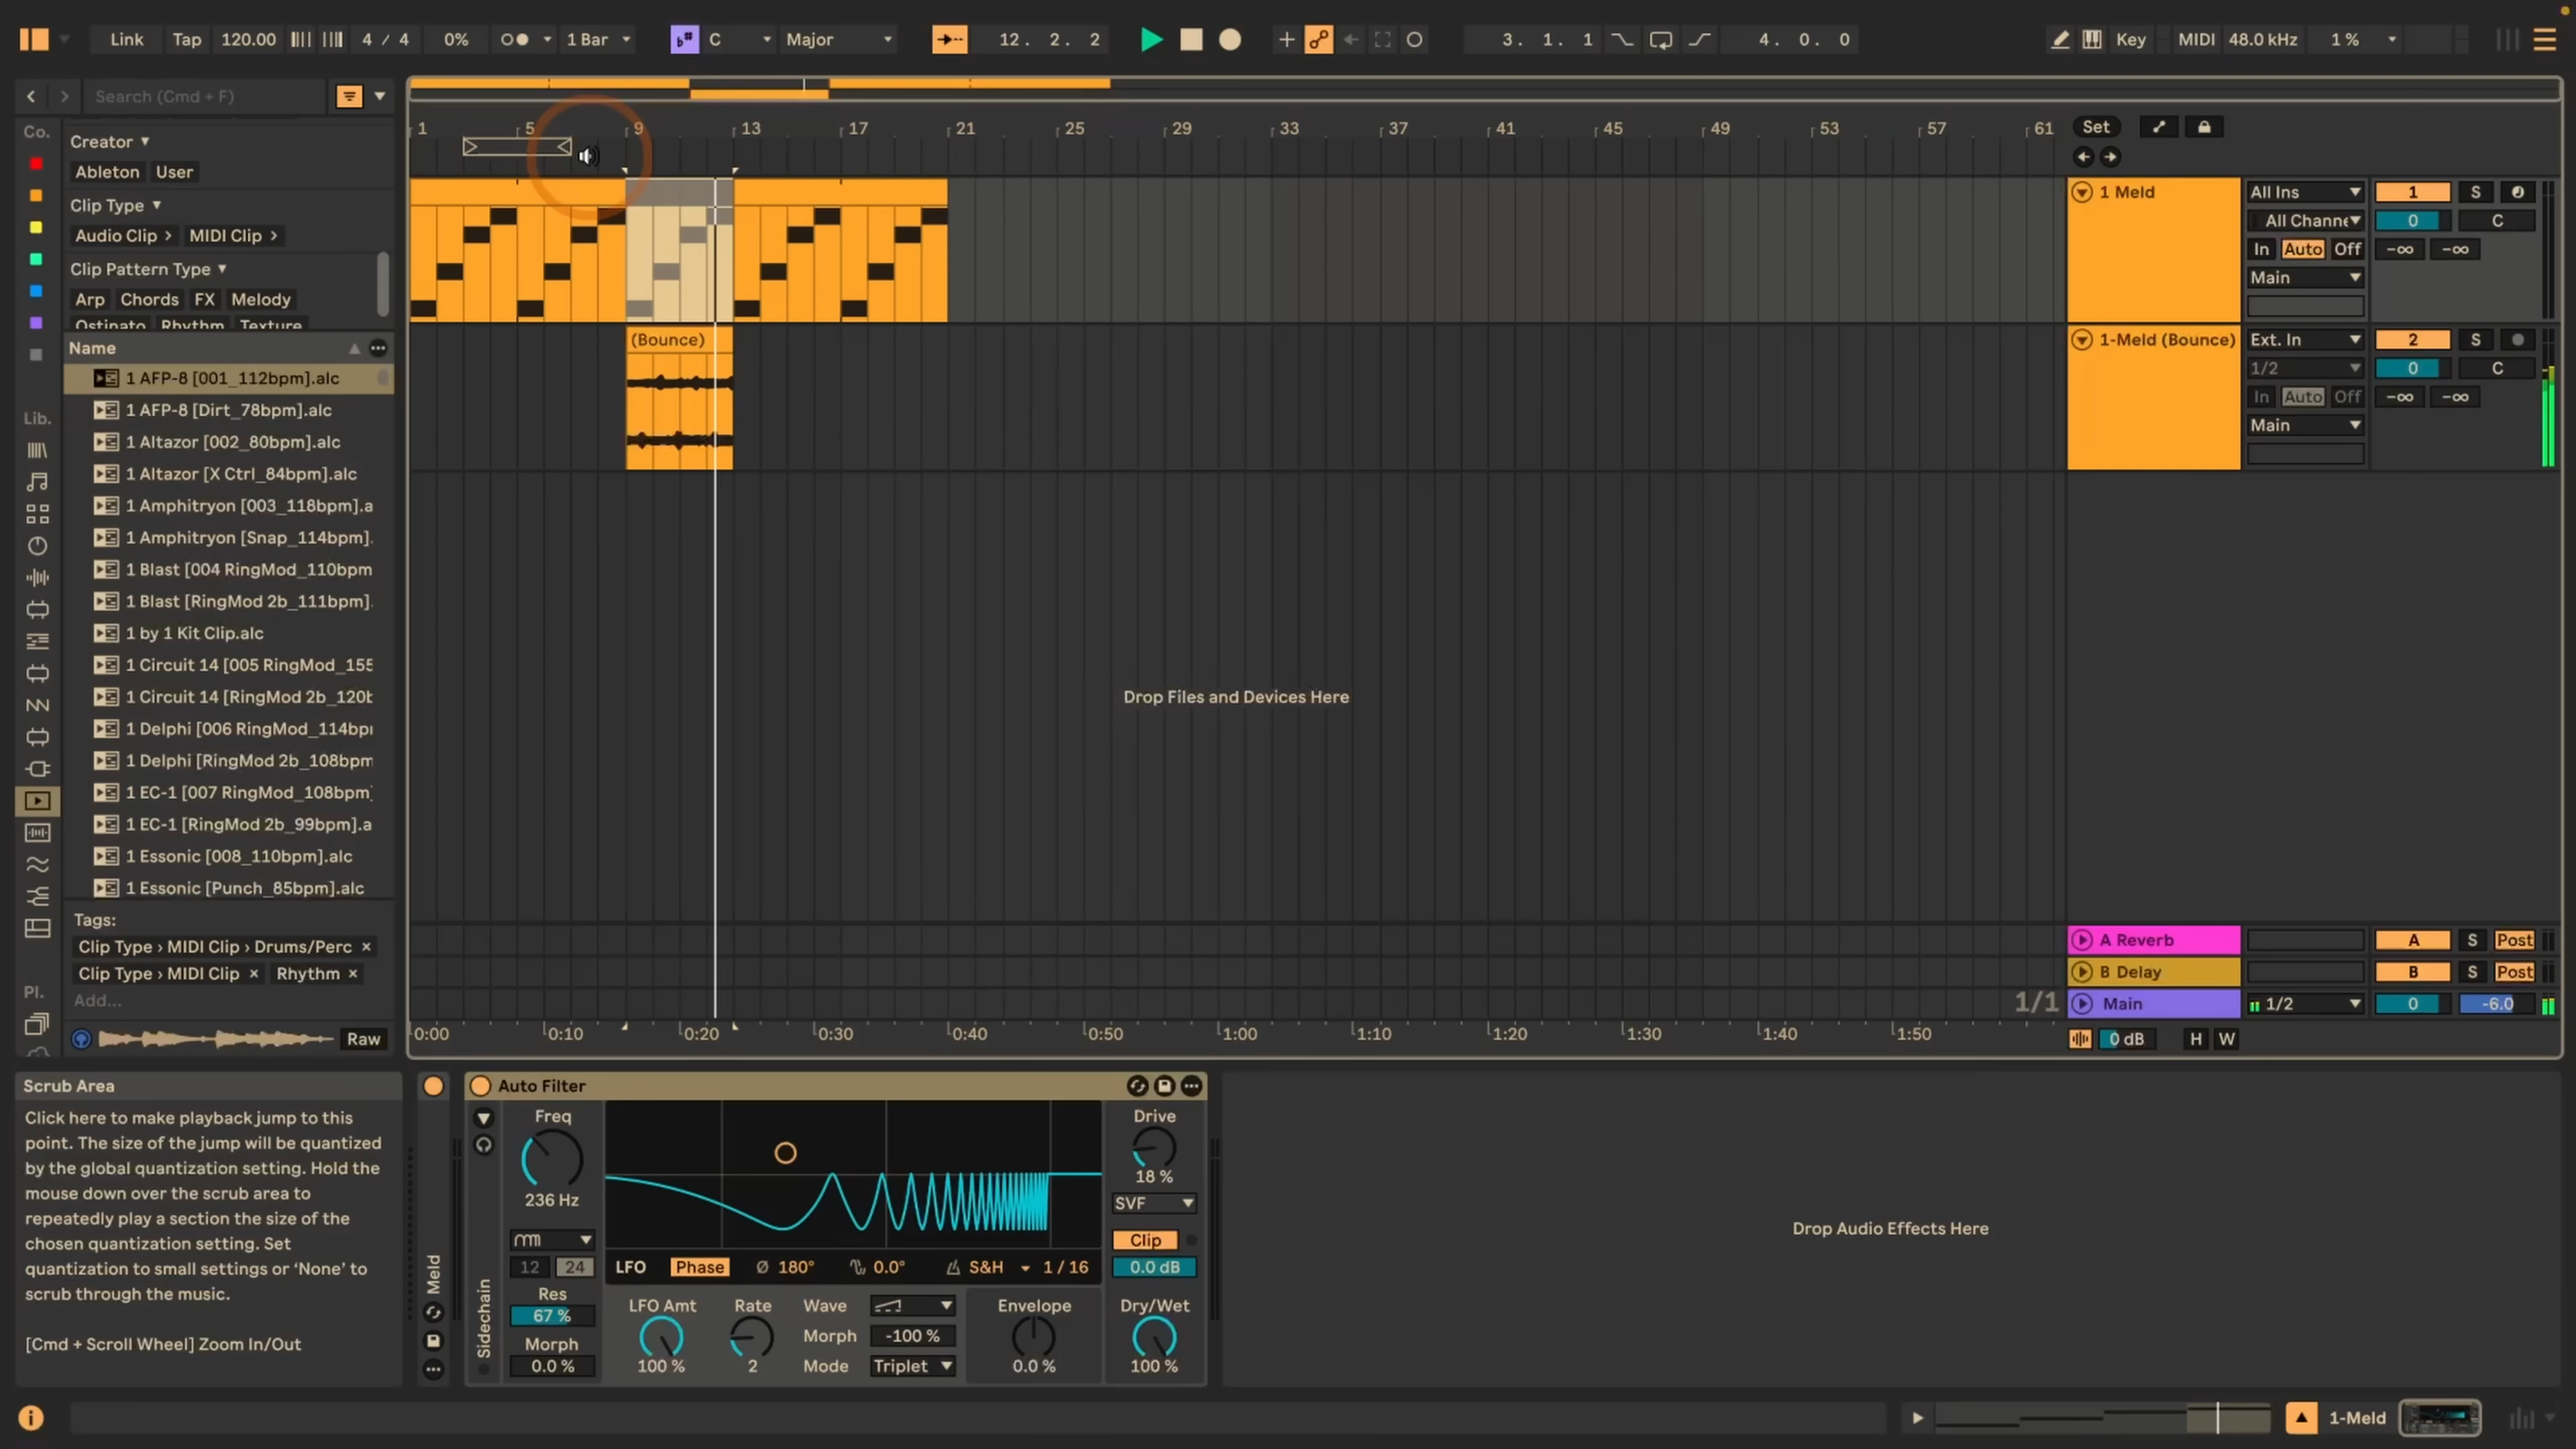 Link Tap 120.00 4 / 4 0% 1 Bar C Major 12. 2. 2 3. 1. 1 4. 0. 0 Key MIDI 48.0 kHz 1 %
Search (Cmd + F)
Co.
Creator
Ableton User
Clip Type
Audio Clip > MIDI Clip >
Clip Pattern Type
Arp Chords FX Melody
Ostinato Rhythm Texture
Name
1 AFP-8 [001_112bpm].alc
1 AFP-8 [Dirt_78bpm].alc
Lib.
1 Altazor [002_80bpm].alc
1 Altazor [X Ctrl_84bpm].alc
1 Amphitryon [003_118bpm].a
1 Amphitryon [Snap_114bpm].
1 Blast [004 RingMod_110bpm
1 Blast [RingMod 2b_111bpm].
1 by 1 Kit Clip.alc
1 Circuit 14 [005 RingMod_155
1 Circuit 14 [RingMod 2b_120b
1 Delphi [006 RingMod_114bpm
1 Delphi [RingMod 2b_108bpm
1 EC-1 [007 RingMod_108bpm]
1 EC-1 [RingMod 2b_99bpm].a
1 Essonic [008_110bpm].alc
1 Essonic [Punch_85bpm].alc
Tags:
Clip Type › MIDI Clip › Drums/Perc ×
Clip Type › MIDI Clip × Rhythm ×
Pl.
Add...
Raw
1 5 9 13 17 21 25 29 33 37 41 45 49 53 57 61
Set
(Bounce)
Drop Files and Devices Here
1/1
0:00 0:10 0:20 0:30 0:40 0:50 1:00 1:10 1:20 1:30 1:40 1:50
1 Meld All Ins 1 S
All Channe 0 C
In Auto Off -∞ -∞
Main
1-Meld (Bounce) Ext. In 2 S
1/2 0 C
In Auto Off -∞ -∞
Main
A Reverb A S Post
B Delay B S Post
Main 1/2 0 -6.0
0 dB H W
Scrub Area
Click here to make playback jump to this
point. The size of the jump will be quantized
by the global quantization setting. Hold the
mouse down over the scrub area to
repeatedly play a section the size of the
chosen quantization setting. Set
quantization to small settings or ‘None’ to
scrub through the music.
[Cmd + Scroll Wheel] Zoom In/Out
Meld
Auto Filter
Sidechain
Freq
236 Hz
12 24
Res
67 %
Morph
0.0 %
LFO Phase Ø 180° 0.0° S&H 1 / 16
LFO Amt
100 %
Rate
2
Wave
Morph -100 %
Mode Triplet
Envelope
0.0 %
Drive
18 %
SVF
Clip
0.0 dB
Dry/Wet
100 %
Drop Audio Effects Here
1-Meld